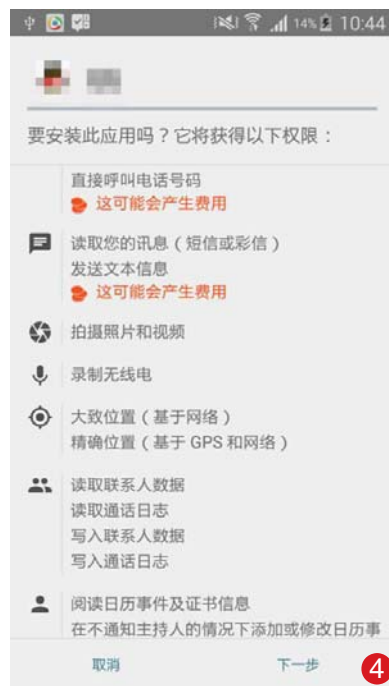 14% 10:44
要安装此应用吗？它将获得以下权限：
直接呼叫电话号码
这可能会产生费用
读取您的讯息（短信或彩信）
发送文本信息
这可能会产生费用
拍摄照片和视频
录制无线电
大致位置（基于网络）
精确位置（基于 GPS 和网络）
读取联系人数据
读取通话日志
写入联系人数据
写入通话日志
阅读日历事件及证书信息
在不通知主持人的情况下添加或修改日历事
取消 下一步 4